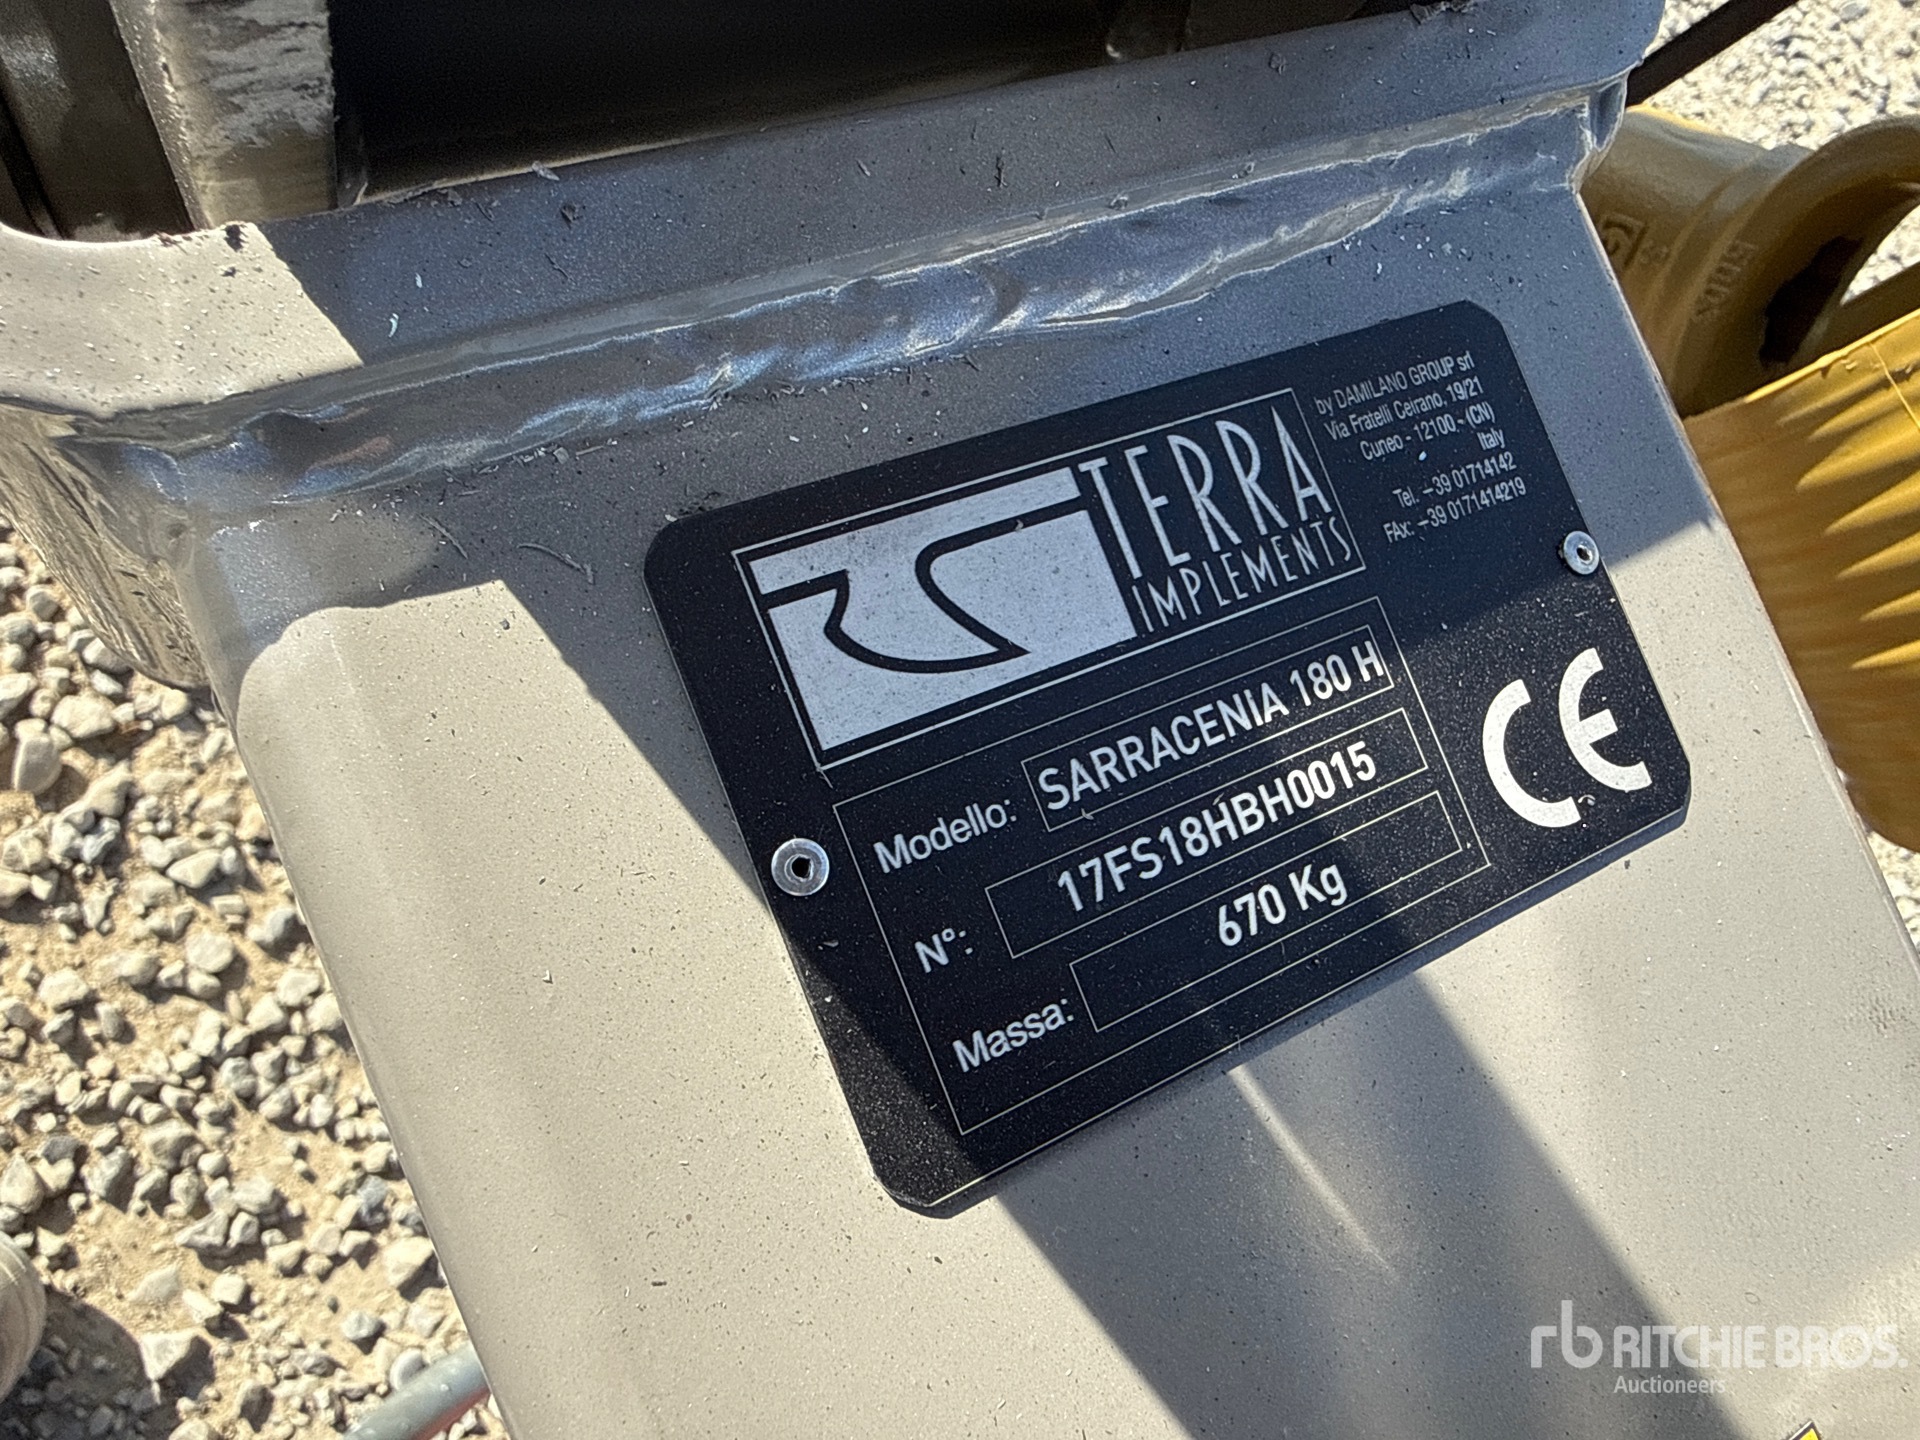 by DAMILANO GROUP srl
Via Fratelli Ceirano, 19/21
Cuneo - 12100 - (CN)
Italy
Tel. +39 01714142
FAx: +39 0171414219
TERRA
IMPLEMENTS
Modello: SARRACENIA 180 H
N°: 17FS18HBH0015
Massa: 670 Kg
CE
rb RITCHIE BROS.
Auctioneers